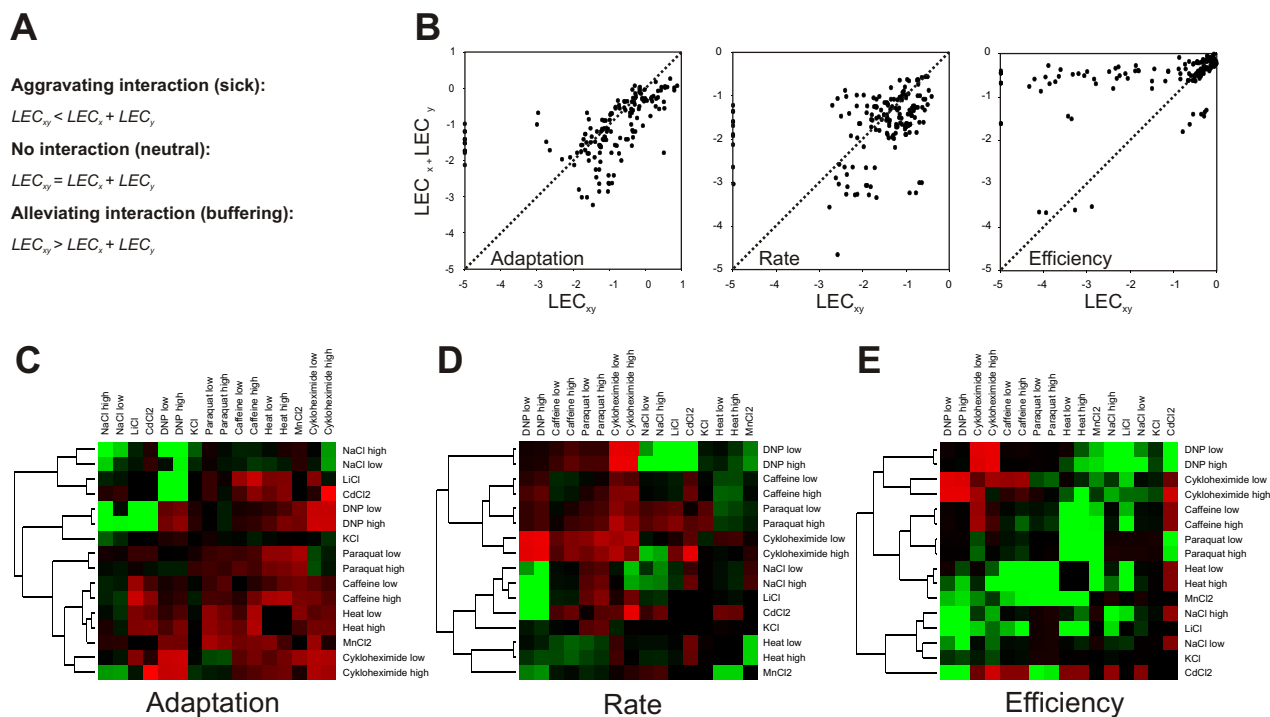 A
Aggravating interaction (sick):
LECxy < LECx + LECy
No interaction (neutral):
LECxy = LECx + LECy
Alleviating interaction (buffering):
LECxy > LECx + LECy
B
LEC x + LEC y
1
0
-1
-2
-3
-4
-5
Adaptation
-5 -4 -3 -2 -1 0 1
LECxy
0
-1
-2
-3
-4
-5
Rate
-5 -4 -3 -2 -1 0
LECxy
0
-1
-2
-3
-4
-5
Efficiency
-5 -4 -3 -2 -1 0
LECxy
C
NaCl high
NaCl low
LiCl
CdCl2
DNP low
DNP high
KCl
Paraquat low
Paraquat high
Caffeine low
Caffeine high
Heat low
Heat high
MnCl2
Cykloheximide low
Cykloheximide high
NaCl high
NaCl low
LiCl
CdCl2
DNP low
DNP high
KCl
Paraquat low
Paraquat high
Caffeine low
Caffeine high
Heat low
Heat high
MnCl2
Cykloheximide low
Cykloheximide high
Adaptation
D
DNP low
DNP high
Caffeine low
Caffeine high
Paraquat low
Paraquat high
Cykloheximide low
Cykloheximide high
NaCl low
NaCl high
LiCl
CdCl2
KCl
Heat low
Heat high
MnCl2
DNP low
DNP high
Caffeine low
Caffeine high
Paraquat low
Paraquat high
Cykloheximide low
Cykloheximide high
NaCl low
NaCl high
LiCl
CdCl2
KCl
Heat low
Heat high
MnCl2
Rate
E
DNP low
DNP high
Cykloheximide low
Cykloheximide high
Caffeine low
Caffeine high
Paraquat low
Paraquat high
Heat low
Heat high
MnCl2
NaCl high
LiCl
NaCl low
KCl
CdCl2
DNP low
DNP high
Cykloheximide low
Cykloheximide high
Caffeine low
Caffeine high
Paraquat low
Paraquat high
Heat low
Heat high
MnCl2
NaCl high
LiCl
NaCl low
KCl
CdCl2
Efficiency